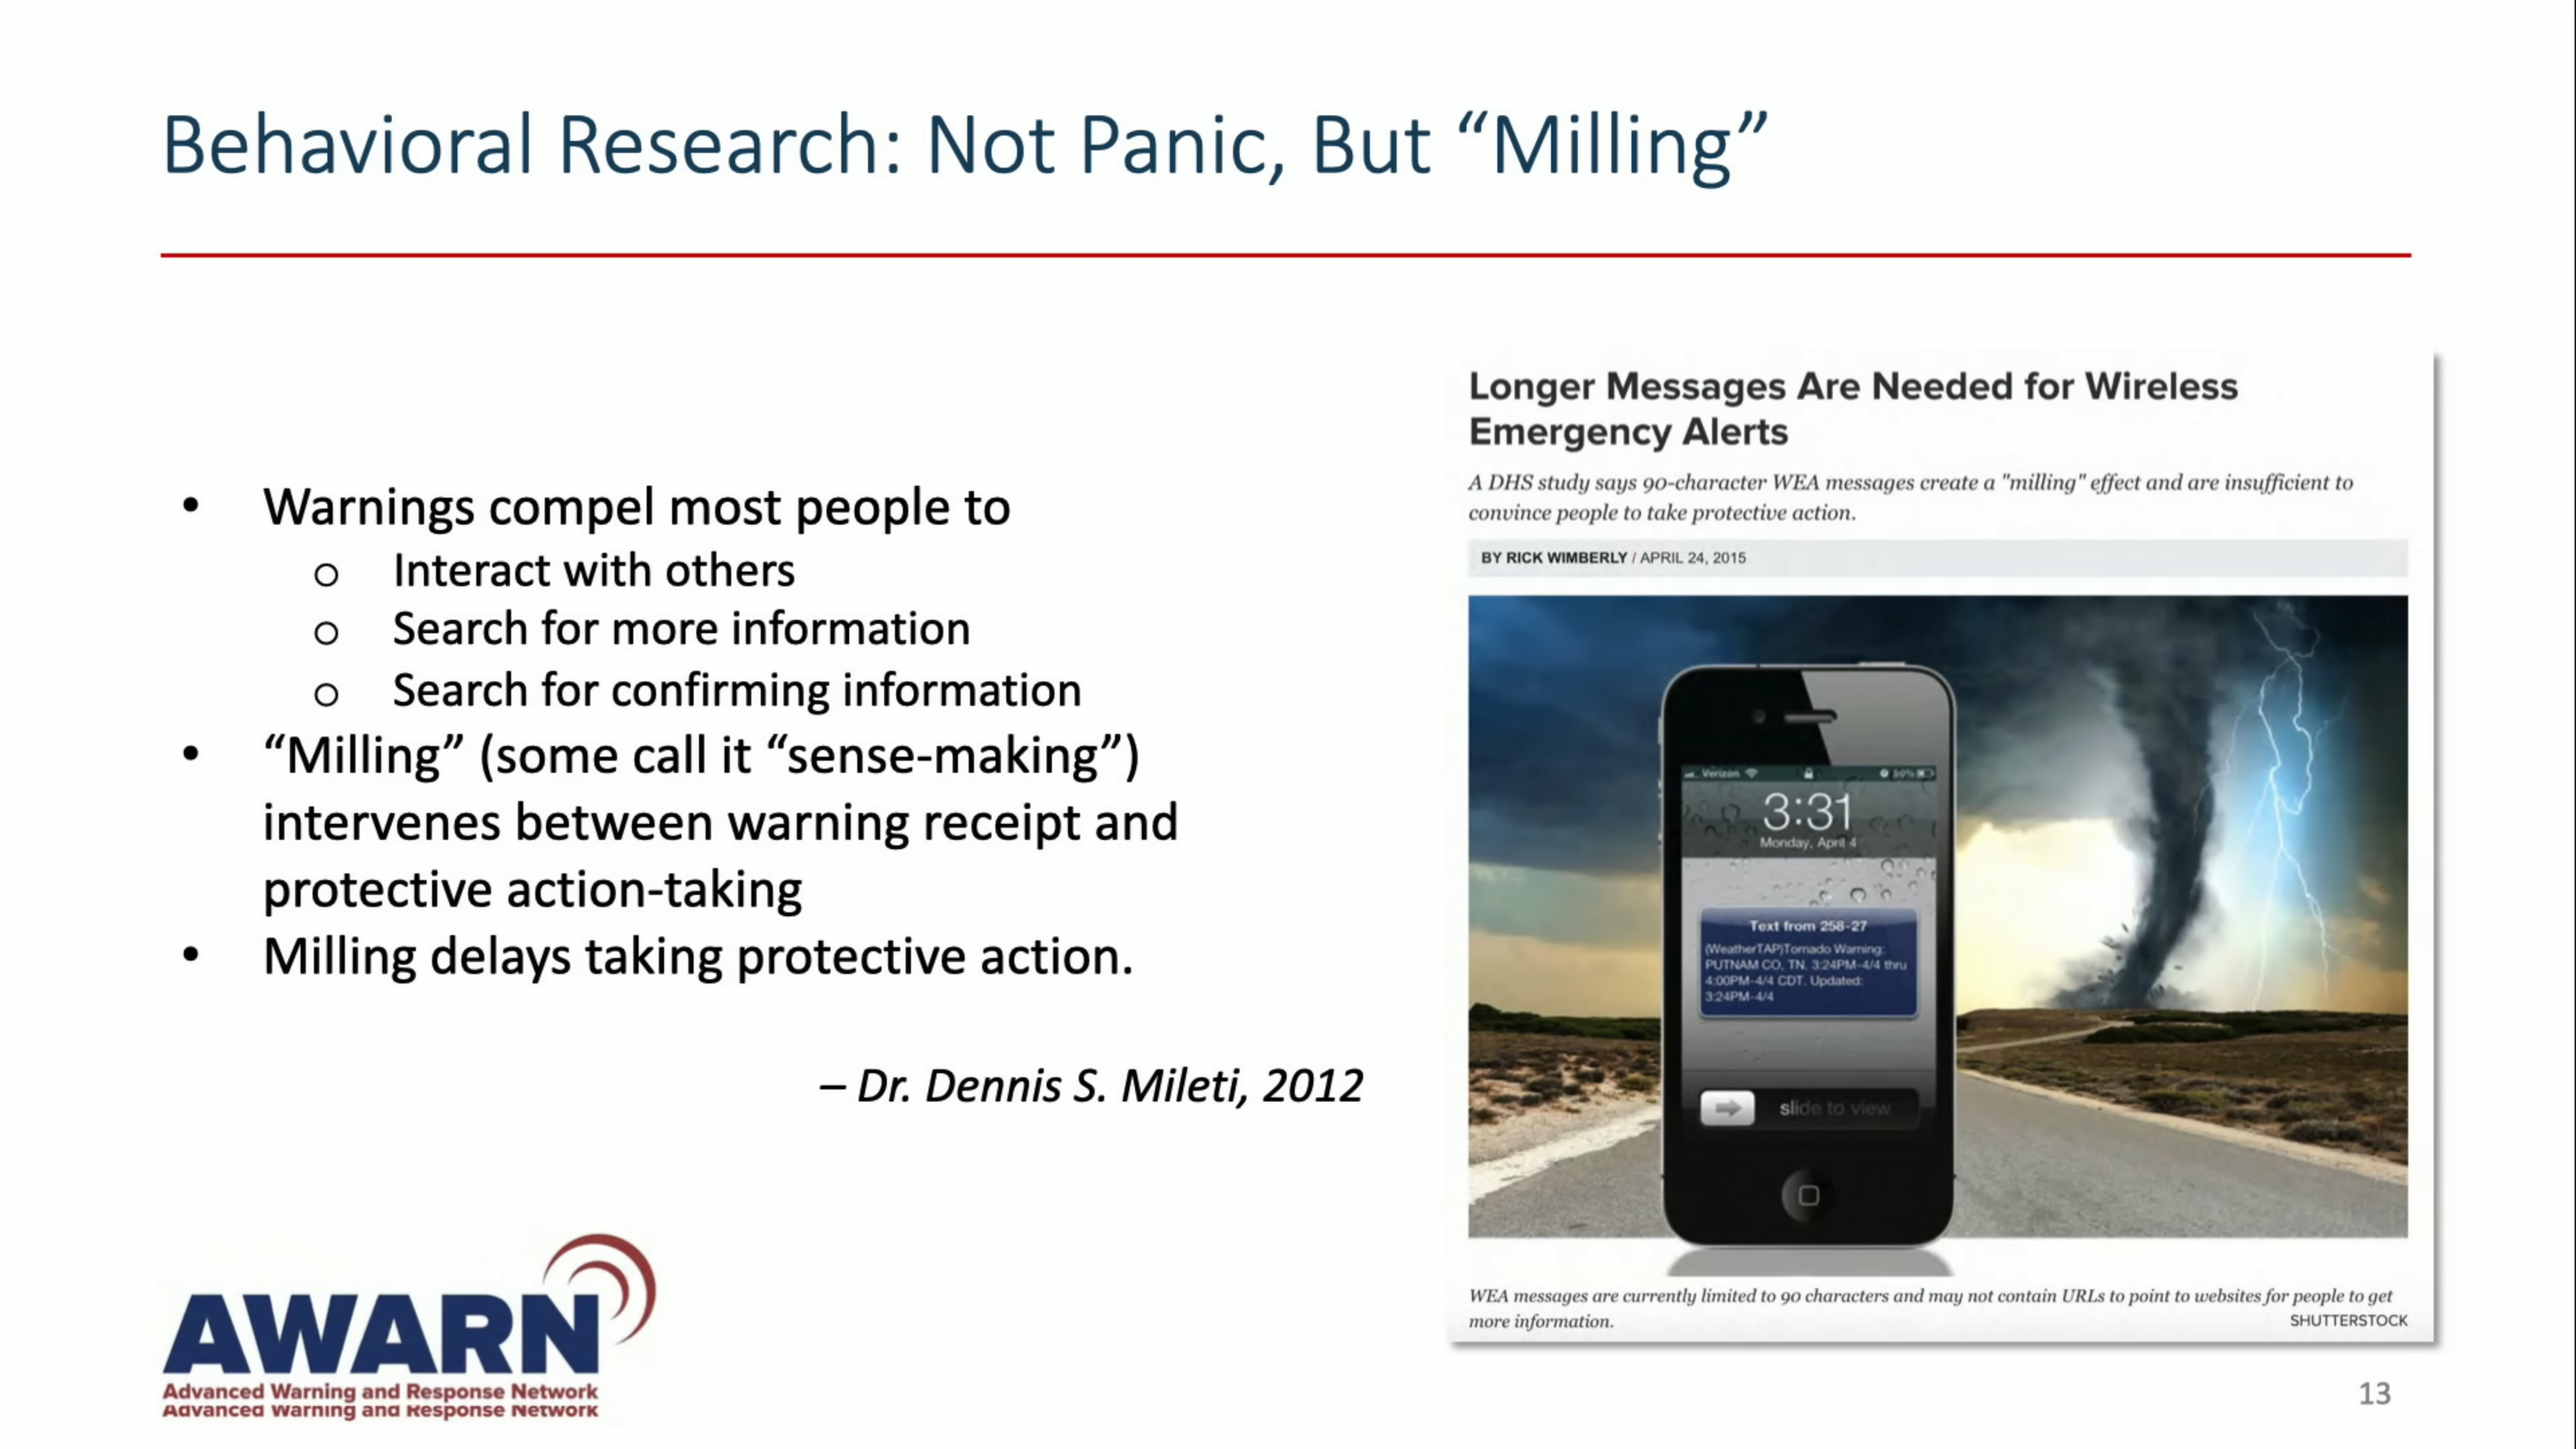 Behavioral Research: Not Panic, But “Milling”
• Warnings compel most people to
o Interact with others
o Search for more information
o Search for confirming information
• “Milling” (some call it “sense-making”)
intervenes between warning receipt and
protective action-taking
• Milling delays taking protective action.
– Dr. Dennis S. Mileti, 2012
Longer Messages Are Needed for Wireless
Emergency Alerts
A DHS study says 90-character WEA messages create a "milling" effect and are insufficient to
convince people to take protective action.
BY RICK WIMBERLY / APRIL 24, 2015
Verizon 50%
3:31
Monday, April 4
Text from 258-27
(WeatherTAP)Tornado Warning:
PUTNAM CO, TN. 3:24PM-4/4 thru
4:00PM-4/4 CDT. Updated:
3:24PM-4/4
slide to view
WEA messages are currently limited to 90 characters and may not contain URLs to point to websites for people to get
more information.
SHUTTERSTOCK
AWARN
Advanced Warning and Response Network
Advanced Warning and Response Network
13